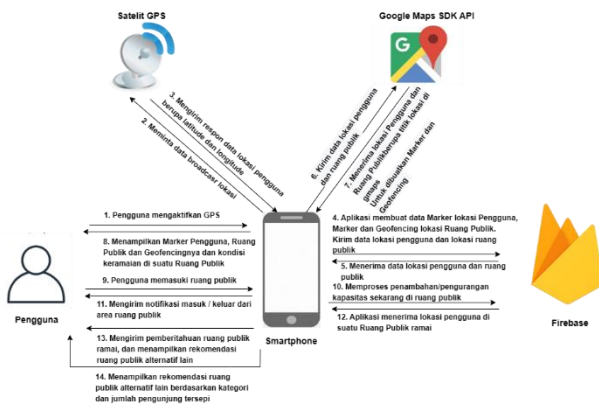 Satelit GPS
Google Maps SDK API
3. Mengirim respon data lokasi pengguna
berupa latitude dan longitude
2. Meminta data broadcasr lokasi
6. Kirim data lokasi pengguna
dan ruang publik
7. Menerima lokasi Pengguna dan
Ruang Publikberupa titik lokasi di
gmaps
Untuk dibuatkan Marker dan
Geofencing
1. Pengguna mengaktifkan GPS
8. Menampilkan Marker Pengguna, Ruang
Publik dan Geofencingnya dan kondisi
keramaian di suatu Ruang Publik
9. Pengguna memasuki ruang publik
11. Mengirim notifikasi masuk / keluar dari
area ruang publik
13. Mengirim pemberitahuan ruang publik
ramai, dan menampilkan rekomendasi
ruang publik alternatif lain
14. Menampilkan rekomendasi ruang
publik alternatif lain berdasarkan kategori
dan jumlah pengunjung tersepi
Pengguna
Smartphone
4. Aplikasi membuat data Marker lokasi Pengguna,
Marker dan Geofencing lokasi Ruang Publik.
Kirim data lokasi pengguna dan lokasi ruang
publik
5. Menerima data lokasi pengguna dan ruang
publik
10. Memproses penambahan/pengurangan
kapasitas sekarang di ruang publik
12. Aplikasi menerima lokasi pengguna di
suatu Ruang Publik ramai
Firebase